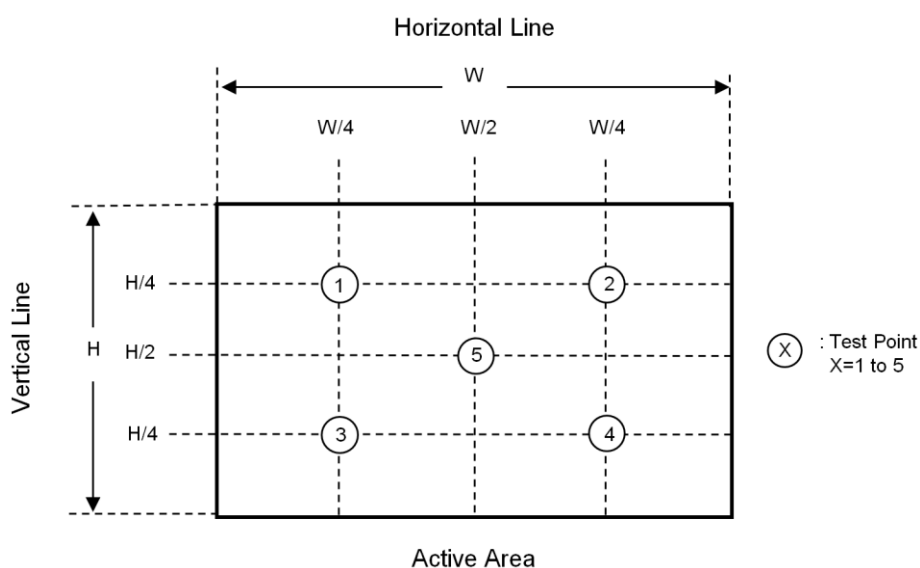 Horizontal Line
W
W/4
W/2
W/4
H/4
1
2
Vertical Line
H
H/2
5
X
: Test Point
X=1 to 5
H/4
3
4
Active Area